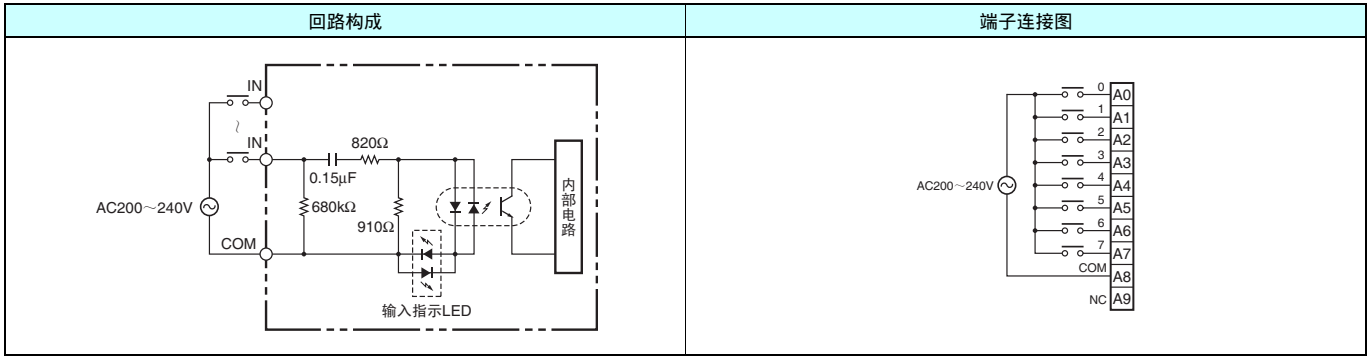 回路构成
端子连接图
IN
IN
820Ω
0.15μF
680kΩ
910Ω
AC200～240V
COM
内部电路
输入指示LED
0 A0
1 A1
2 A2
3 A3
AC200～240V
4 A4
5 A5
6 A6
7 A7
COM A8
NC A9